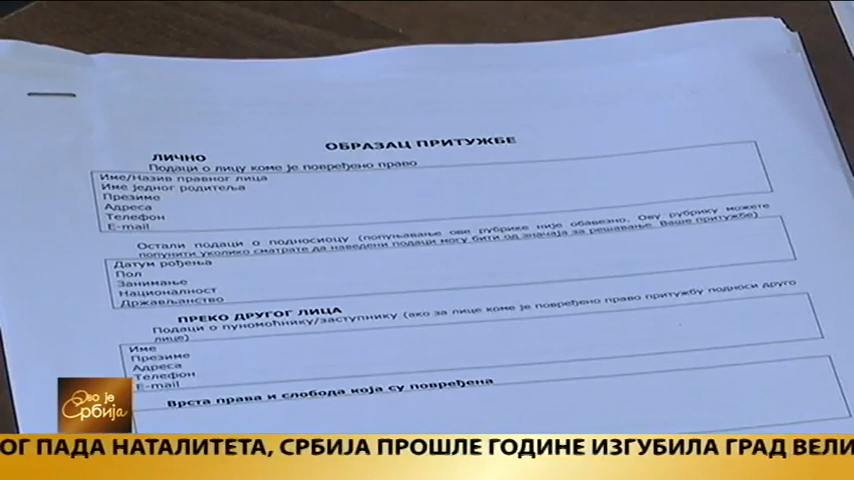 ОБРАЗАЦ ПРИТУЖБЕ
ЛИЧНО
Подаци о лицу коме је повређено право
Име/Назив правног лица
Име једног родитеља
Презиме
Адреса
Телефон
E-mail
Остали подаци о подносиоцу (попуњавање ове рубрике није обавезно. Ову рубрику можете
попунити уколико сматрате да наведени подаци могу бити од значаја за решавање Ваше притужбе)
Датум рођења
Пол
Занимање
Националност
Држављанство
ПРЕКО ДРУГОГ ЛИЦА
Подаци о пуномоћнику/заступнику (ако за лице коме је повређено право притужбу подноси друго
лице)
Име
Презиме
Адреса
Телефон
E-mail
Врста права и слобода која су повређена
Ово је
Србија
ОГ ПАДА НАТАЛИТЕТА, СРБИЈА ПРОШЛЕ ГОДИНЕ ИЗГУБИЛА ГРАД ВЕЛИ